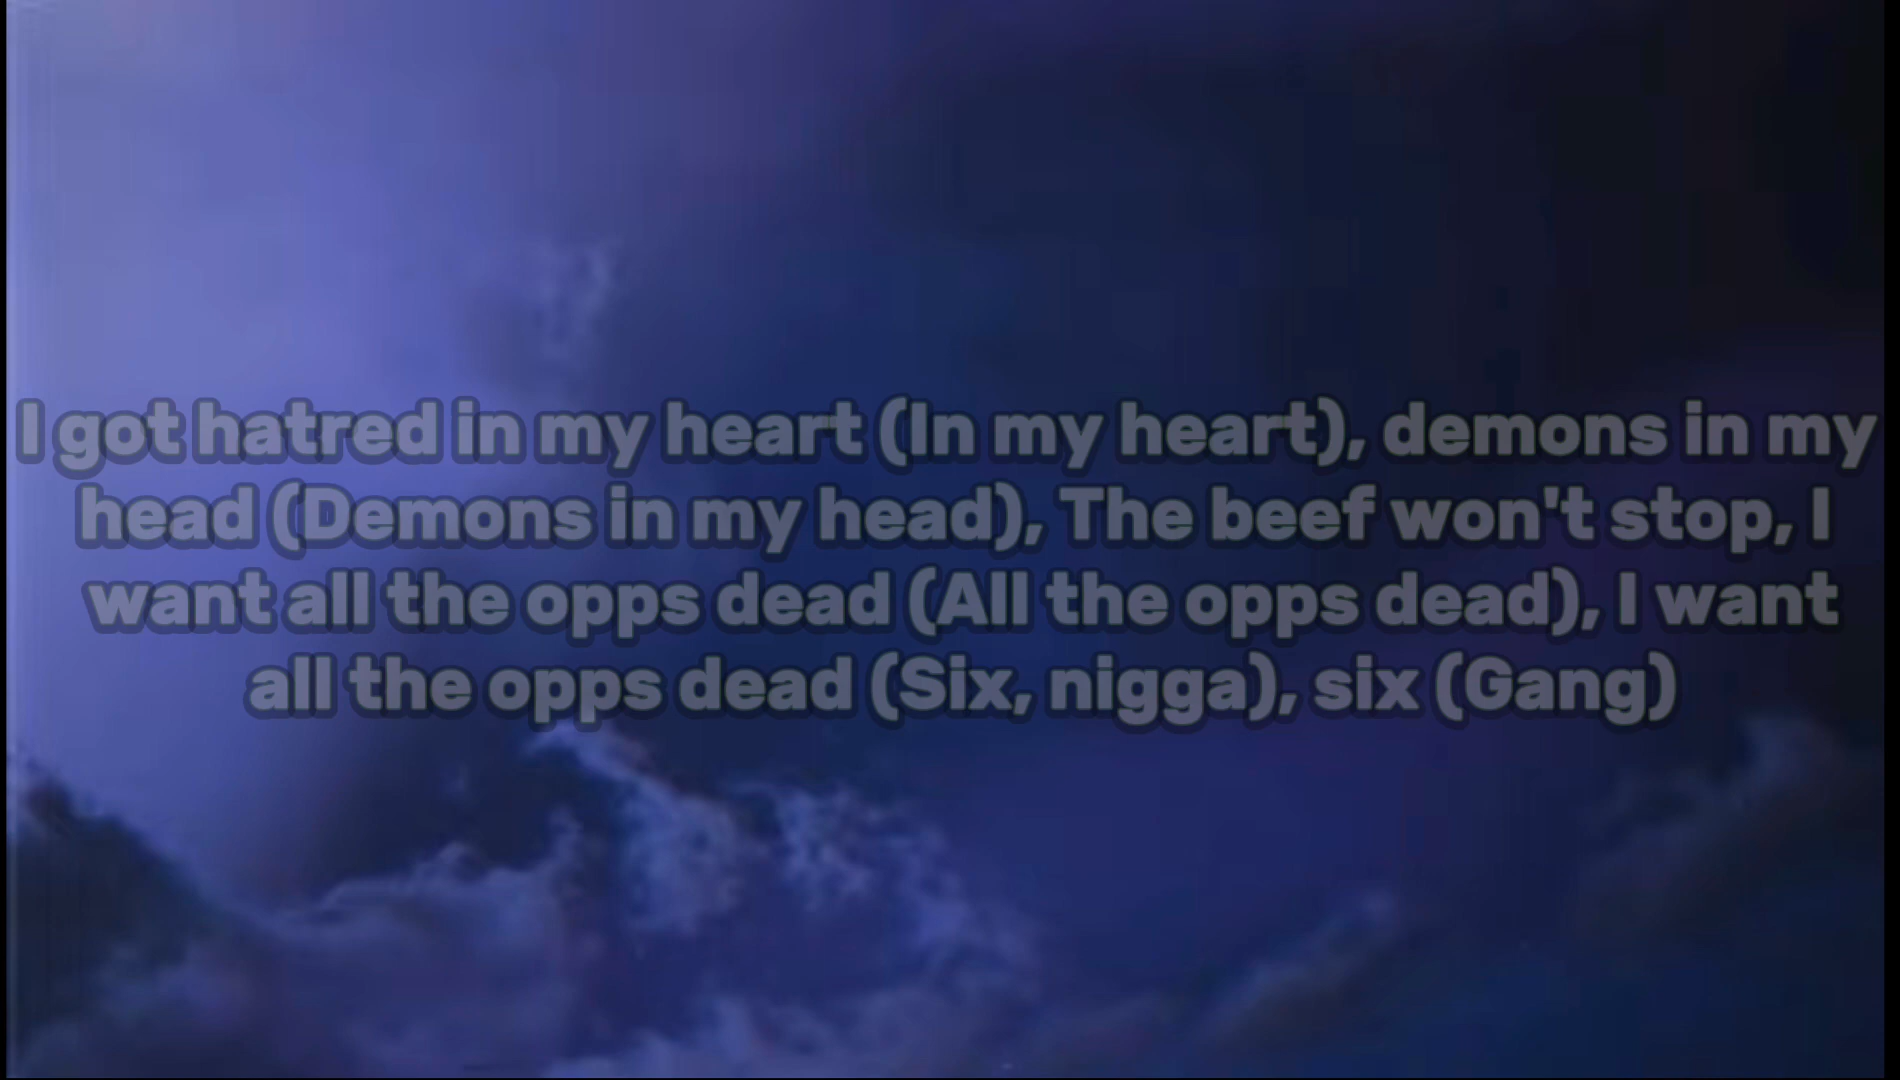 I got hatred in my heart (In my heart), demons in my
head (Demons in my head), The beef won't stop, I
want all the opps dead (All the opps dead), I want
all the opps dead (Six, nigga), six (Gang)